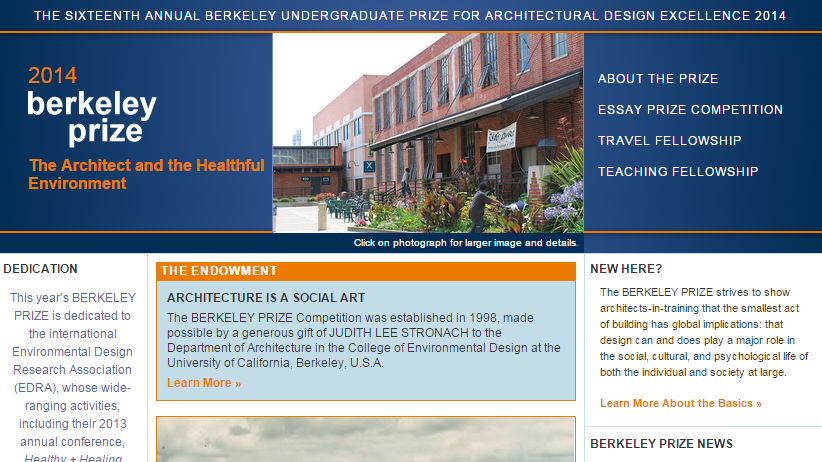 THE SIXTEENTH ANNUAL BERKELEY UNDERGRADUATE PRIZE FOR ARCHITECTURAL DESIGN EXCELLENCE 2014
2014
berkeley
prize
The Architect and the Healthful
Environment
ABOUT THE PRIZE
ESSAY PRIZE COMPETITION
TRAVEL FELLOWSHIP
TEACHING FELLOWSHIP
Click on photograph for larger image and details.
DEDICATION
This year's BERKELEY
PRIZE is dedicated to
the international
Environmental Design
Research Association
(EDRA), whose wide-
ranging activities,
including their 2013
annual conference,
Healthy + Healing
THE ENDOWMENT
ARCHITECTURE IS A SOCIAL ART
The BERKELEY PRIZE Competition was established in 1998, made
possible by a generous gift of JUDITH LEE STRONACH to the
Department of Architecture in the College of Environmental Design at the
University of California, Berkeley, U.S.A.
Learn More »
NEW HERE?
The BERKELEY PRIZE strives to show
architects-in-training that the smallest act
of building has global implications: that
design can and does play a major role in
the social, cultural, and psychological life of
both the individual and society at large.
Learn More About the Basics »
BERKELEY PRIZE NEWS